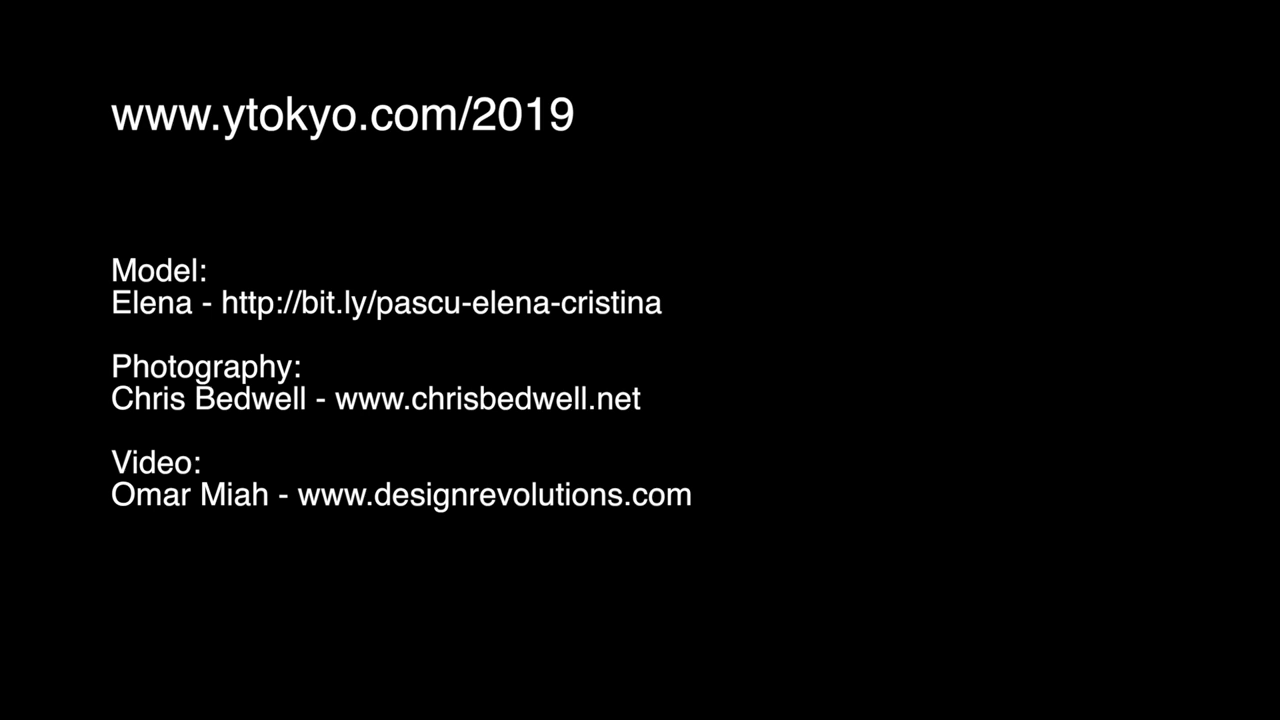 www.ytokyo.com/2019
Model:
Elena - http://bit.ly/pascu-elena-cristina
Photography:
Chris Bedwell - www.chrisbedwell.net
Video:
Omar Miah - www.designrevolutions.com